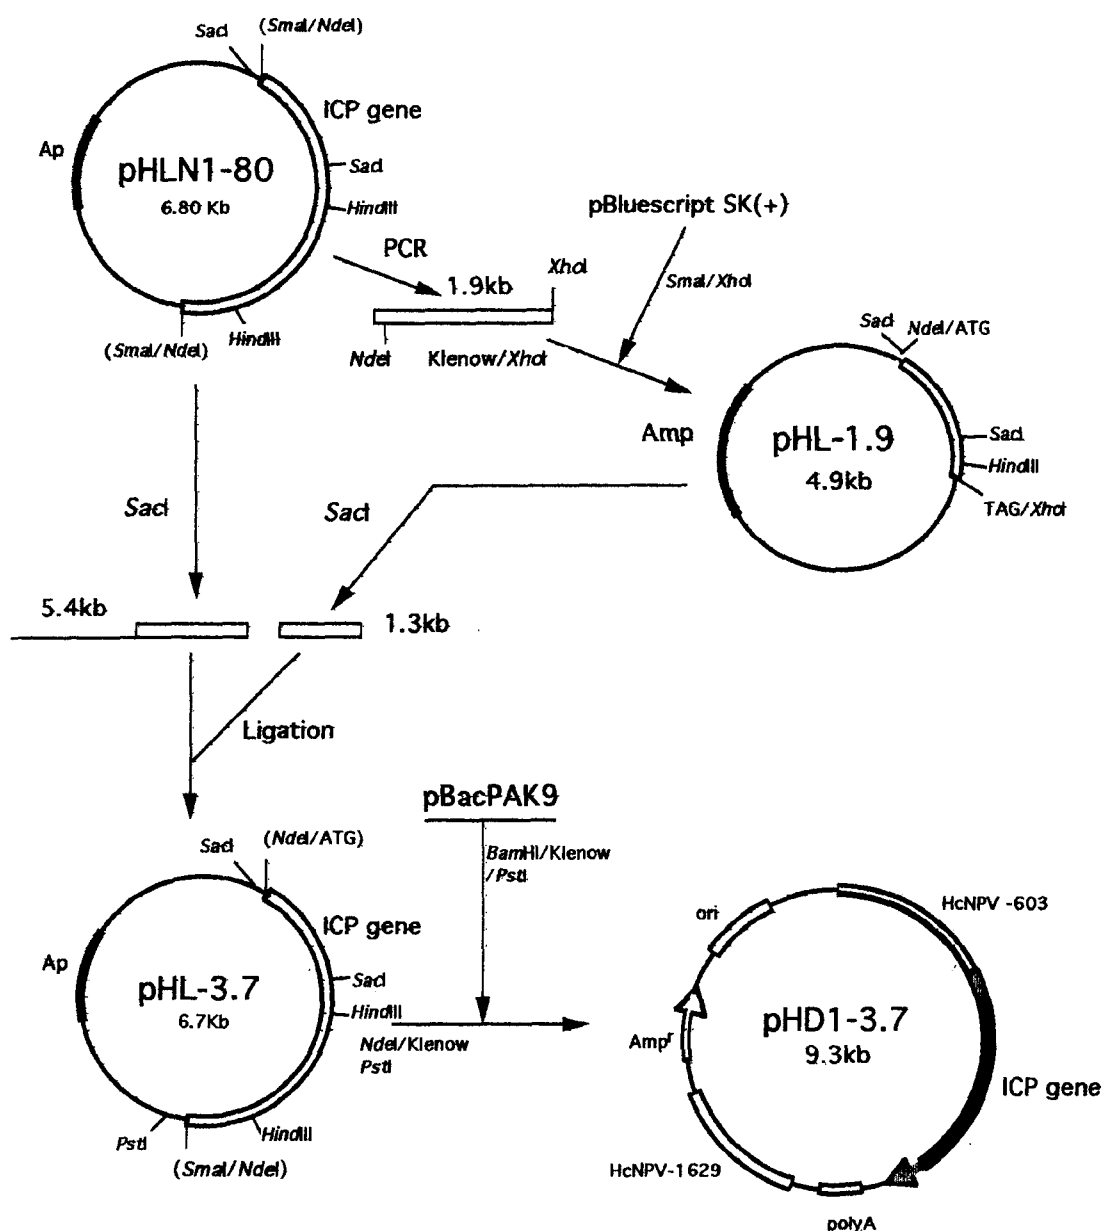 SacI (SmaI/NdeI)
ICP gene
Ap
pHLN1-80
6.80 Kb
SacI
HindIII
HindIII
(SmaI/NdeI)
PCR
1.9kb
XhoI
NdeI
Klenow/XhoI
pBluescript SK(+)
SmaI/XhoI
SacI
NdeI/ATG
Amp
pHL-1.9
4.9kb
SacI
HindIII
TAG/XhoI
SacI
SacI
5.4kb
1.3kb
Ligation
SacI
(NdeI/ATG)
ICP gene
Ap
pHL-3.7
6.7Kb
SacI
HindIII
HindIII
PstI
(SmaI/NdeI)
pBacPAK9
BamHI/Klenow
/PstI
NdeI/Klenow
PstI
ori
HcNPV -603
Ampr
pHD1-3.7
9.3kb
ICP gene
HcNPV-1629
polyA